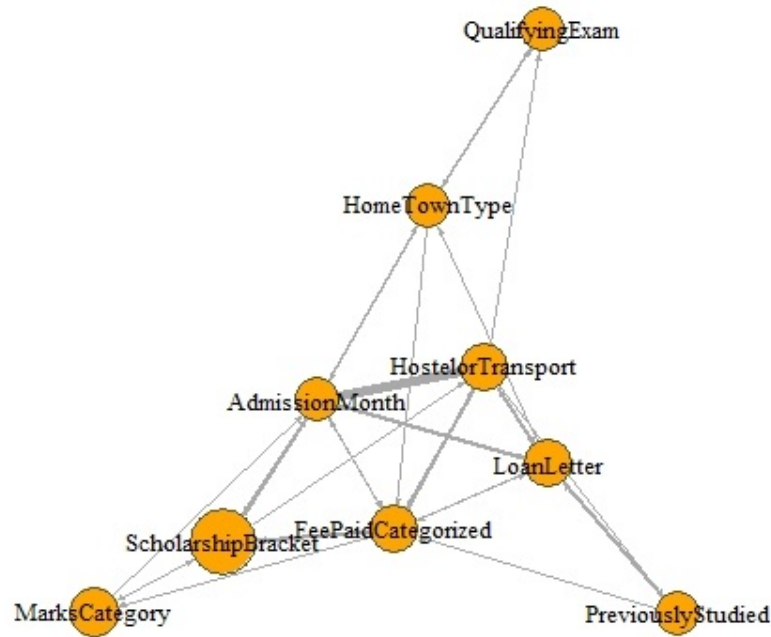 QualifyingExam
HomeTownType
HostelorTransport
AdmissionMonth
LoanLetter
FeePaidCategorized
ScholarshipBracket
MarksCategory
PreviouslyStudied